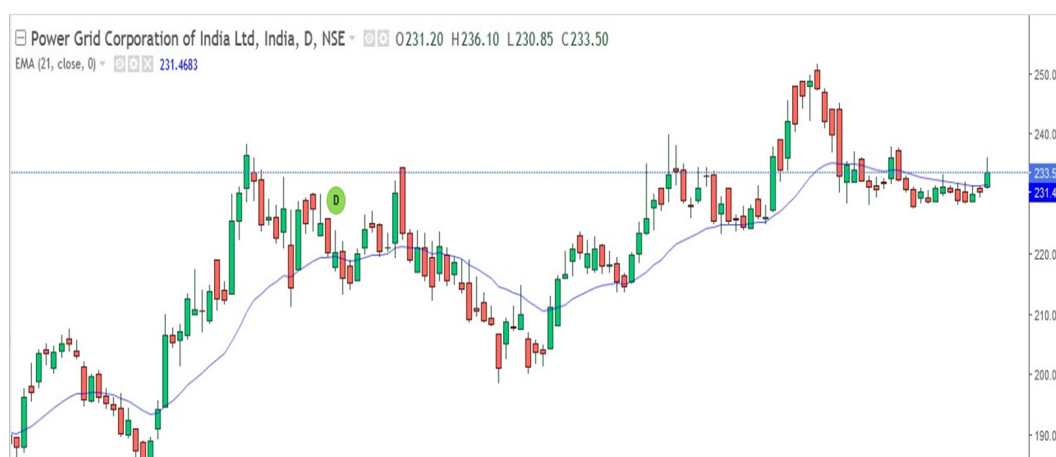 Power Grid Corporation of India Ltd, India, D, NSE O231.20 H236.10 L230.85 C233.50
EMA (21, close, 0) 231.4683
250.0
240.0
233.5
231.4
D
220.0
210.0
200.0
190.0